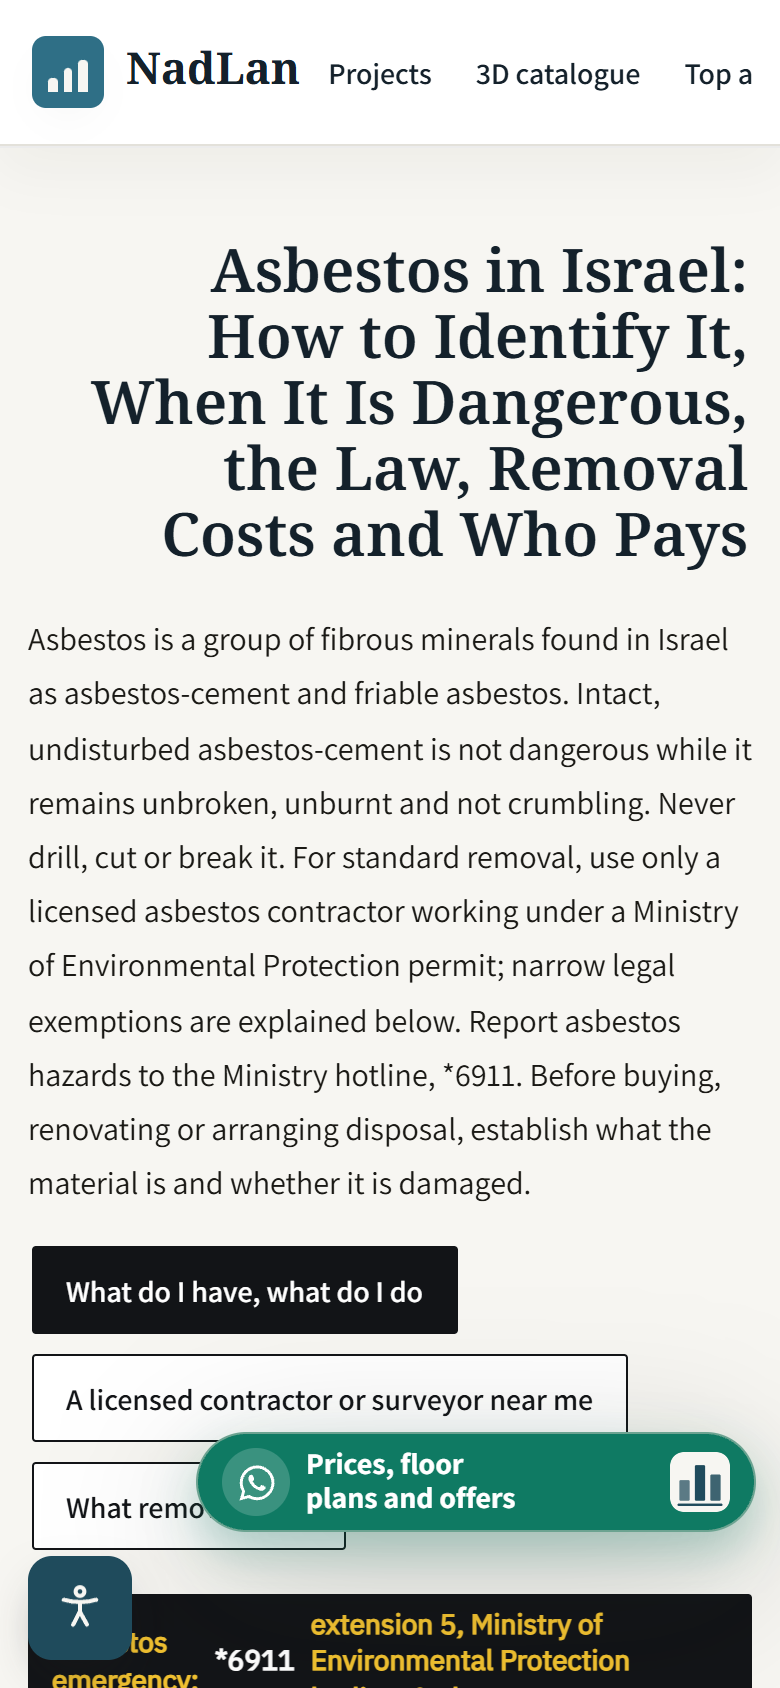 NadLan
Projects
3D catalogue
Top a
Asbestos in Israel:
How to Identify It,
When It Is Dangerous,
the Law, Removal
Costs and Who Pays
Asbestos is a group of fibrous minerals found in Israel
as asbestos-cement and friable asbestos. Intact,
undisturbed asbestos-cement is not dangerous while it
remains unbroken, unburnt and not crumbling. Never
drill, cut or break it. For standard removal, use only a
licensed asbestos contractor working under a Ministry
of Environmental Protection permit; narrow legal
exemptions are explained below. Report asbestos
hazards to the Ministry hotline, *6911. Before buying,
renovating or arranging disposal, establish what the
material is and whether it is damaged.
What do I have, what do I do
A licensed contractor or surveyor near me
What remo
Prices, floor
plans and offers
tos
emergency:
*6911
extension 5, Ministry of
Environmental Protection